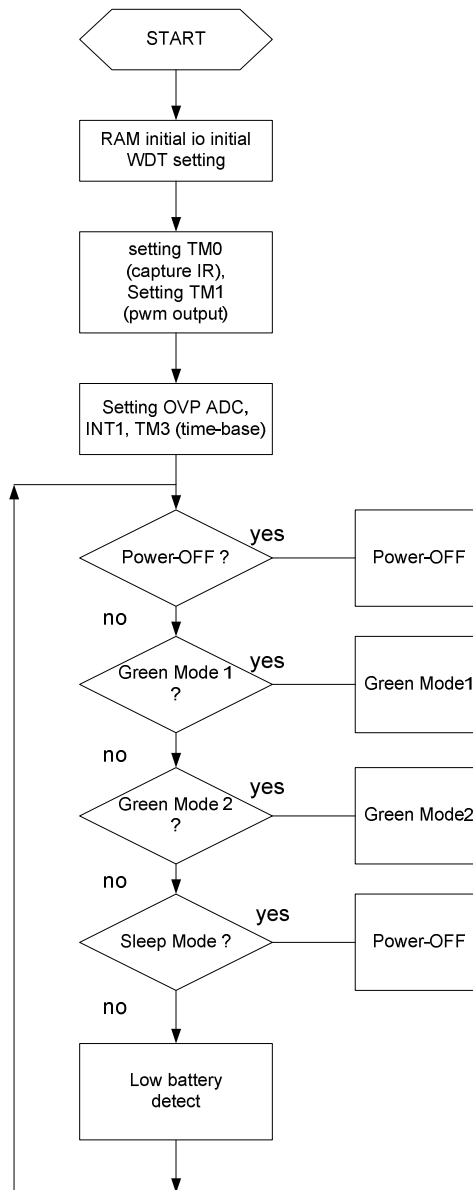 START
RAM initial io initial
WDT setting
setting TM0
(capture IR),
Setting TM1
(pwm output)
Setting OVP ADC,
INT1, TM3 (time-base)
Power-OFF ?
yes
Power-OFF
no
Green Mode 1
?
yes
Green Mode1
no
Green Mode 2
?
yes
Green Mode2
no
Sleep Mode ?
yes
Power-OFF
no
Low battery
detect